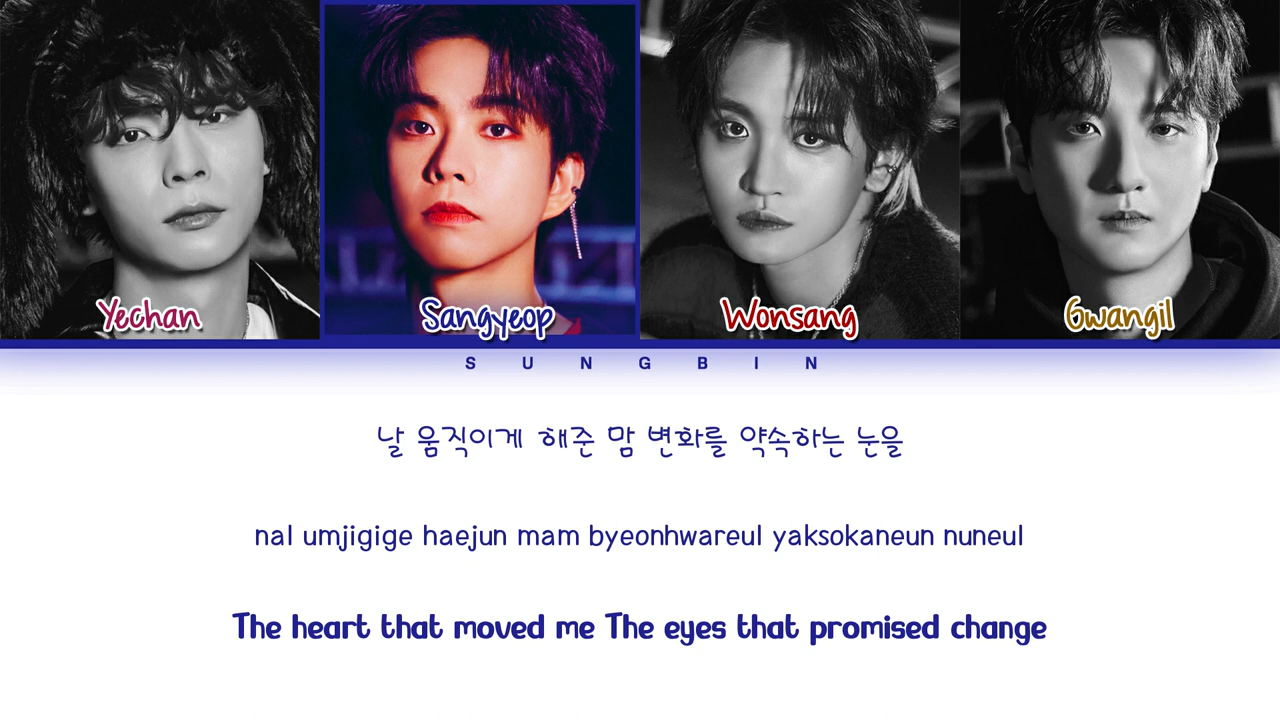 Yechan
Sangyeop
Wonsang
Gwangil
SUNGBIN
날 움직이게 해준 맘 변화를 약속하는 눈을
nal umjigige haejun mam byeonhwareul yaksokaneun nuneul
The heart that moved me The eyes that promised change